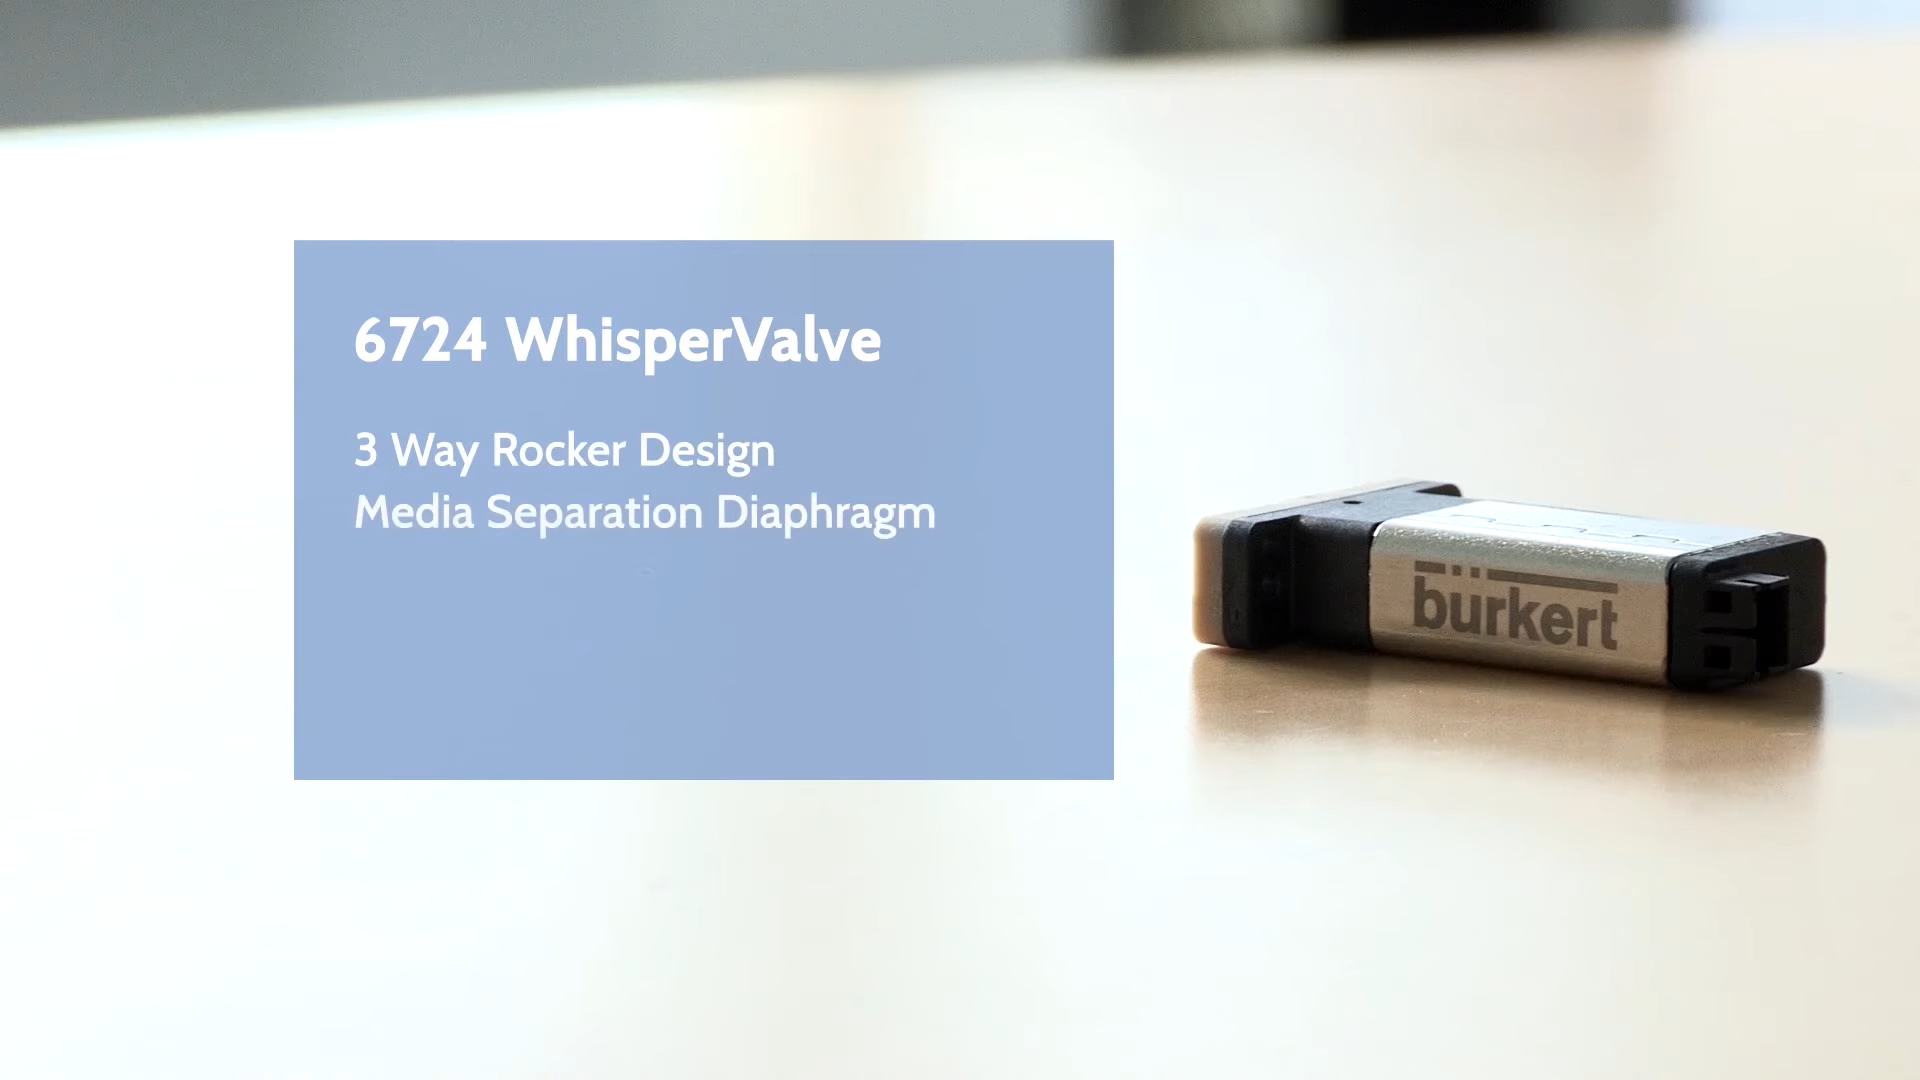 6724 WhisperValve
3 Way Rocker Design
Media Separation Diaphragm
bürkert